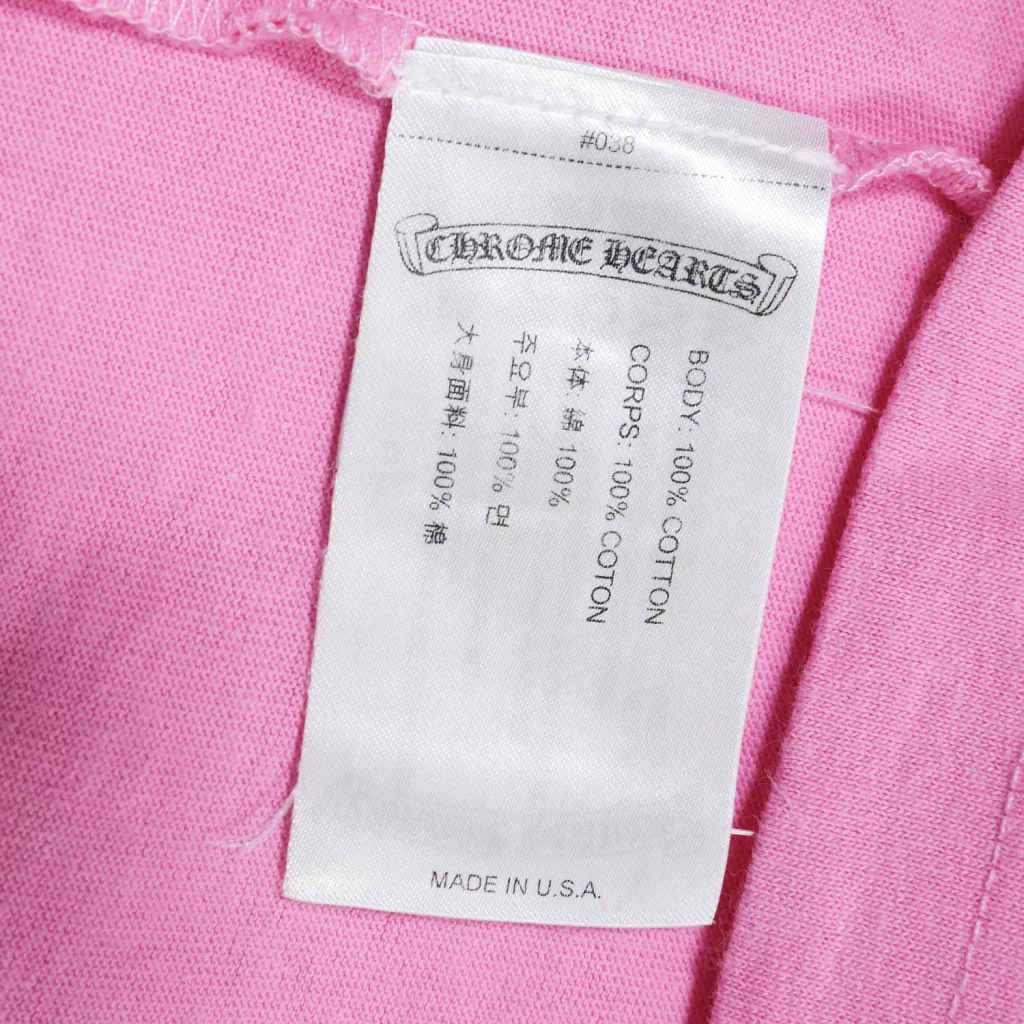 #038
CHROME HEARTS
BODY: 100% COTTON
CORPS: 100% COTON
本体: 綿 100%
주요부: 100% 면
大身面料: 100% 棉
MADE IN U.S.A.